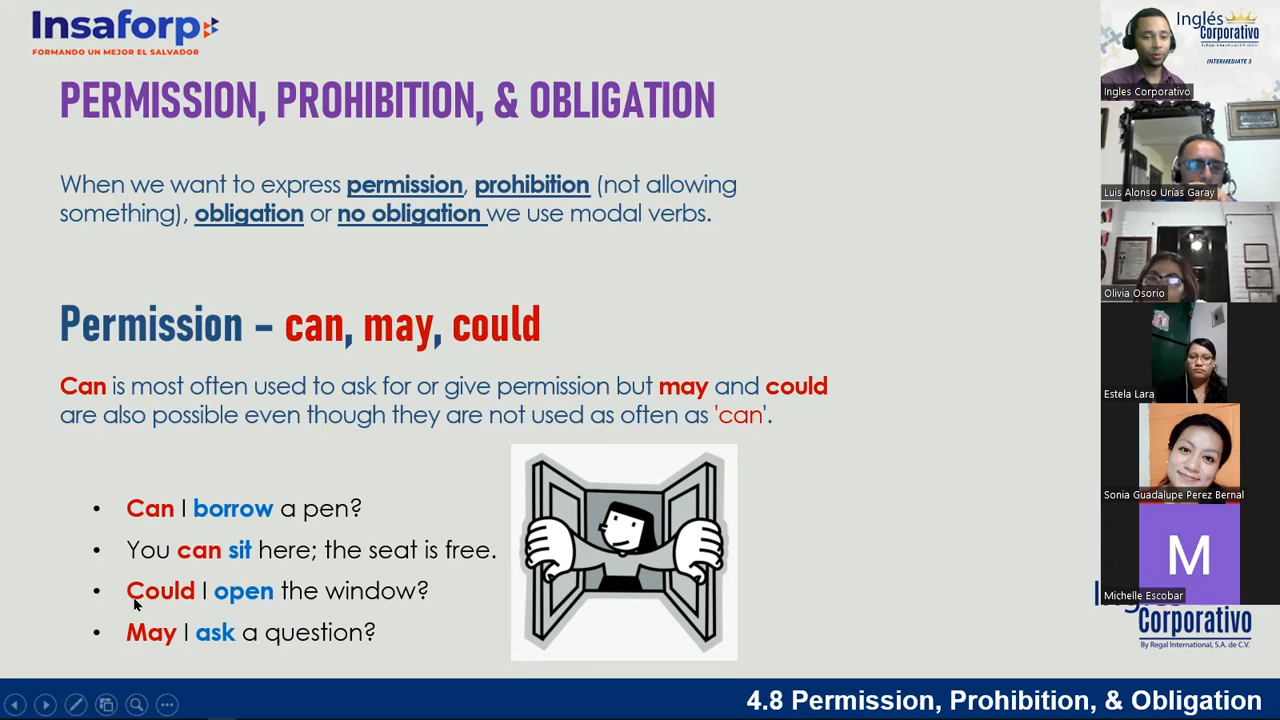 Insaforp
FORMANDO UN MEJOR EL SALVADOR
PERMISSION, PROHIBITION, & OBLIGATION
When we want to express permission, prohibition (not allowing
something), obligation or no obligation we use modal verbs.
Permission – can, may, could
Can is most often used to ask for or give permission but may and could
are also possible even though they are not used as often as 'can'.
• Can I borrow a pen?
• You can sit here; the seat is free.
• Could I open the window?
• May I ask a question?
4.8 Permission, Prohibition, & Obligation
Inglés
Corporativo
By Regal International, S.A. de C.V.
INTERMEDIATE 3
Ingles Corporativo
Luis Alonso Urías Garay
Olivia Osorio
Estela Lara
Sonia Guadalupe Perez Bernal
M
Michelle Escobar
Corporativo
By Regal International, S.A. de C.V.